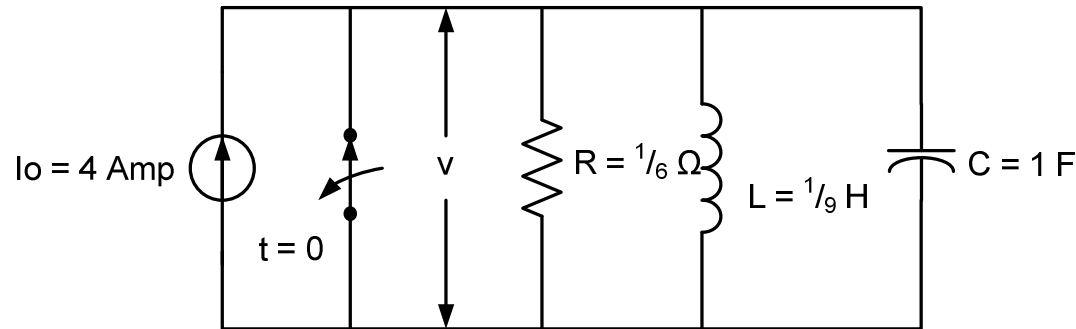 Io = 4 Amp
t = 0
v
R = ¹/₆ Ω
L = ¹/₉ H
C = 1 F